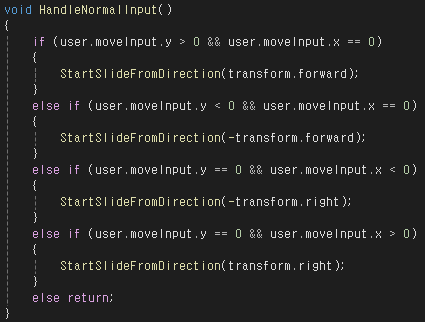 void HandleNormalInput()
{
if (user.moveInput.y > 0 && user.moveInput.x == 0)
{
StartSlideFromDirection(transform.forward);
}
else if (user.moveInput.y < 0 && user.moveInput.x == 0)
{
StartSlideFromDirection(-transform.forward);
}
else if (user.moveInput.y == 0 && user.moveInput.x < 0)
{
StartSlideFromDirection(-transform.right);
}
else if (user.moveInput.y == 0 && user.moveInput.x > 0)
{
StartSlideFromDirection(transform.right);
}
else return;
}